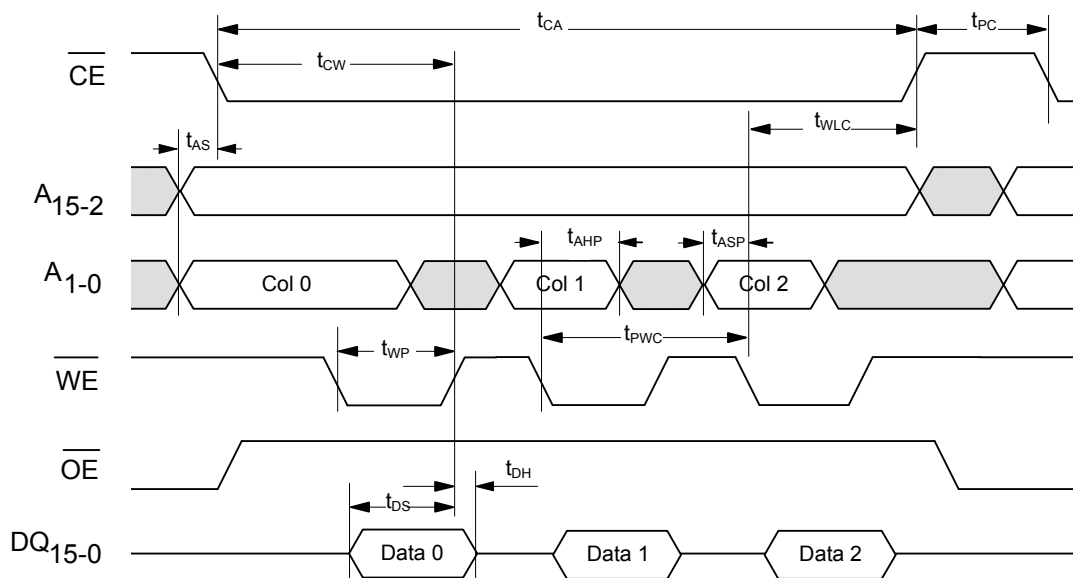 tCA
tPC
CE
tCW
tWLC
tAS
A15-2
tAHP
tASP
A1-0
Col 0
Col 1
Col 2
tPWC
tWP
WE
OE
tDH
tDS
DQ15-0
Data 0
Data 1
Data 2